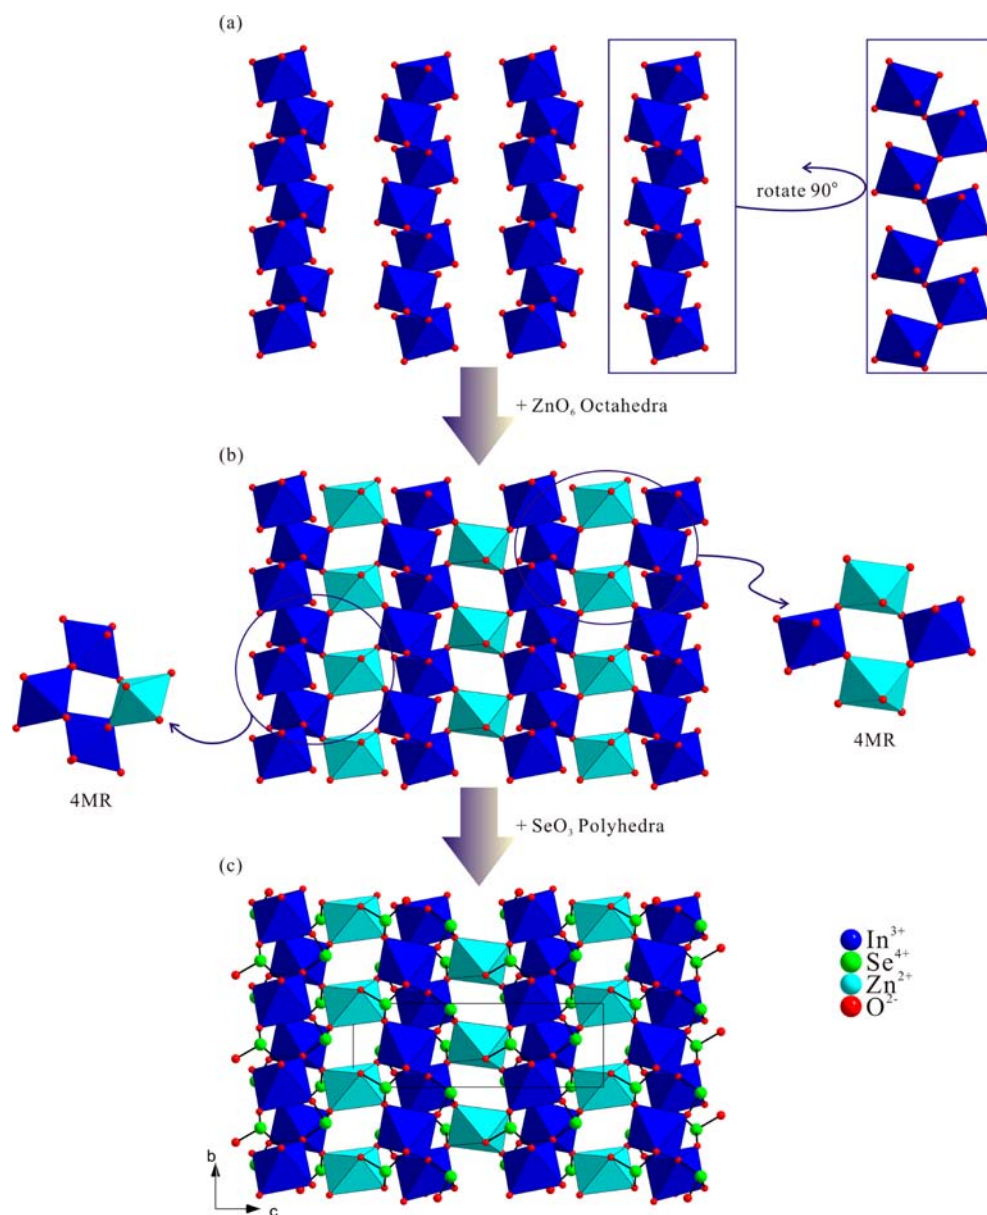 (a)
rotate 90°
+ ZnO₆ Octahedra
(b)
4MR
4MR
+ SeO₃ Polyhedra
(c)
In³⁺
Se⁴⁺
Zn²⁺
O²⁻
b
c